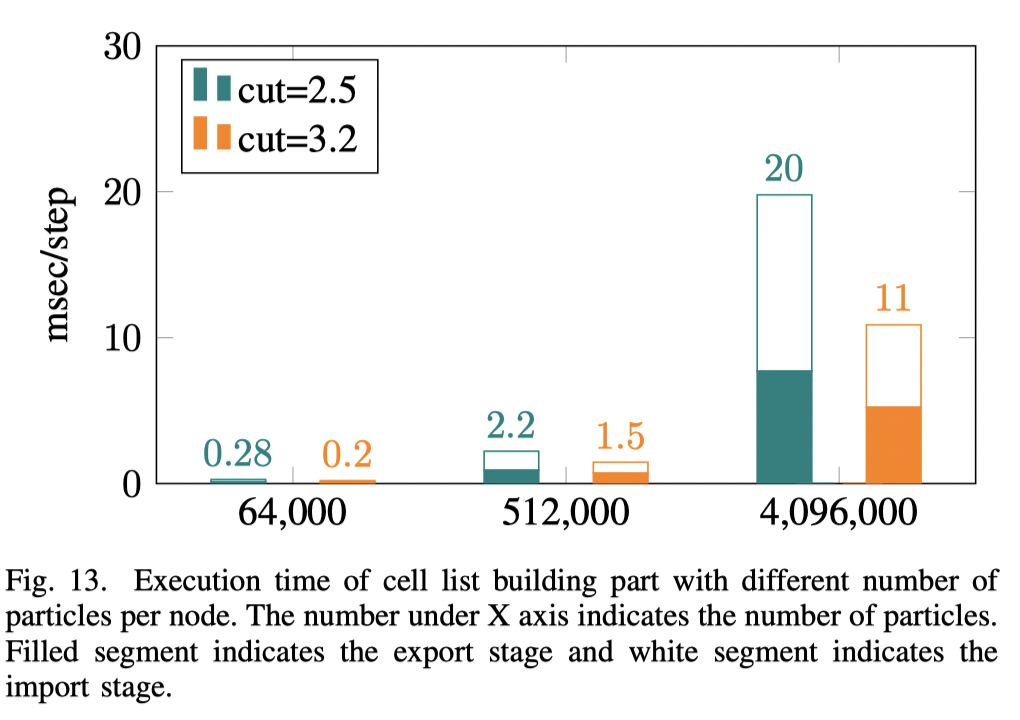 30
cut=2.5
cut=3.2
20
20
msec/step
11
10
2.2
1.5
0.28
0.2
0
64,000
512,000
4,096,000
Fig. 13. Execution time of cell list building part with different number of
particles per node. The number under X axis indicates the number of particles.
Filled segment indicates the export stage and white segment indicates the
import stage.